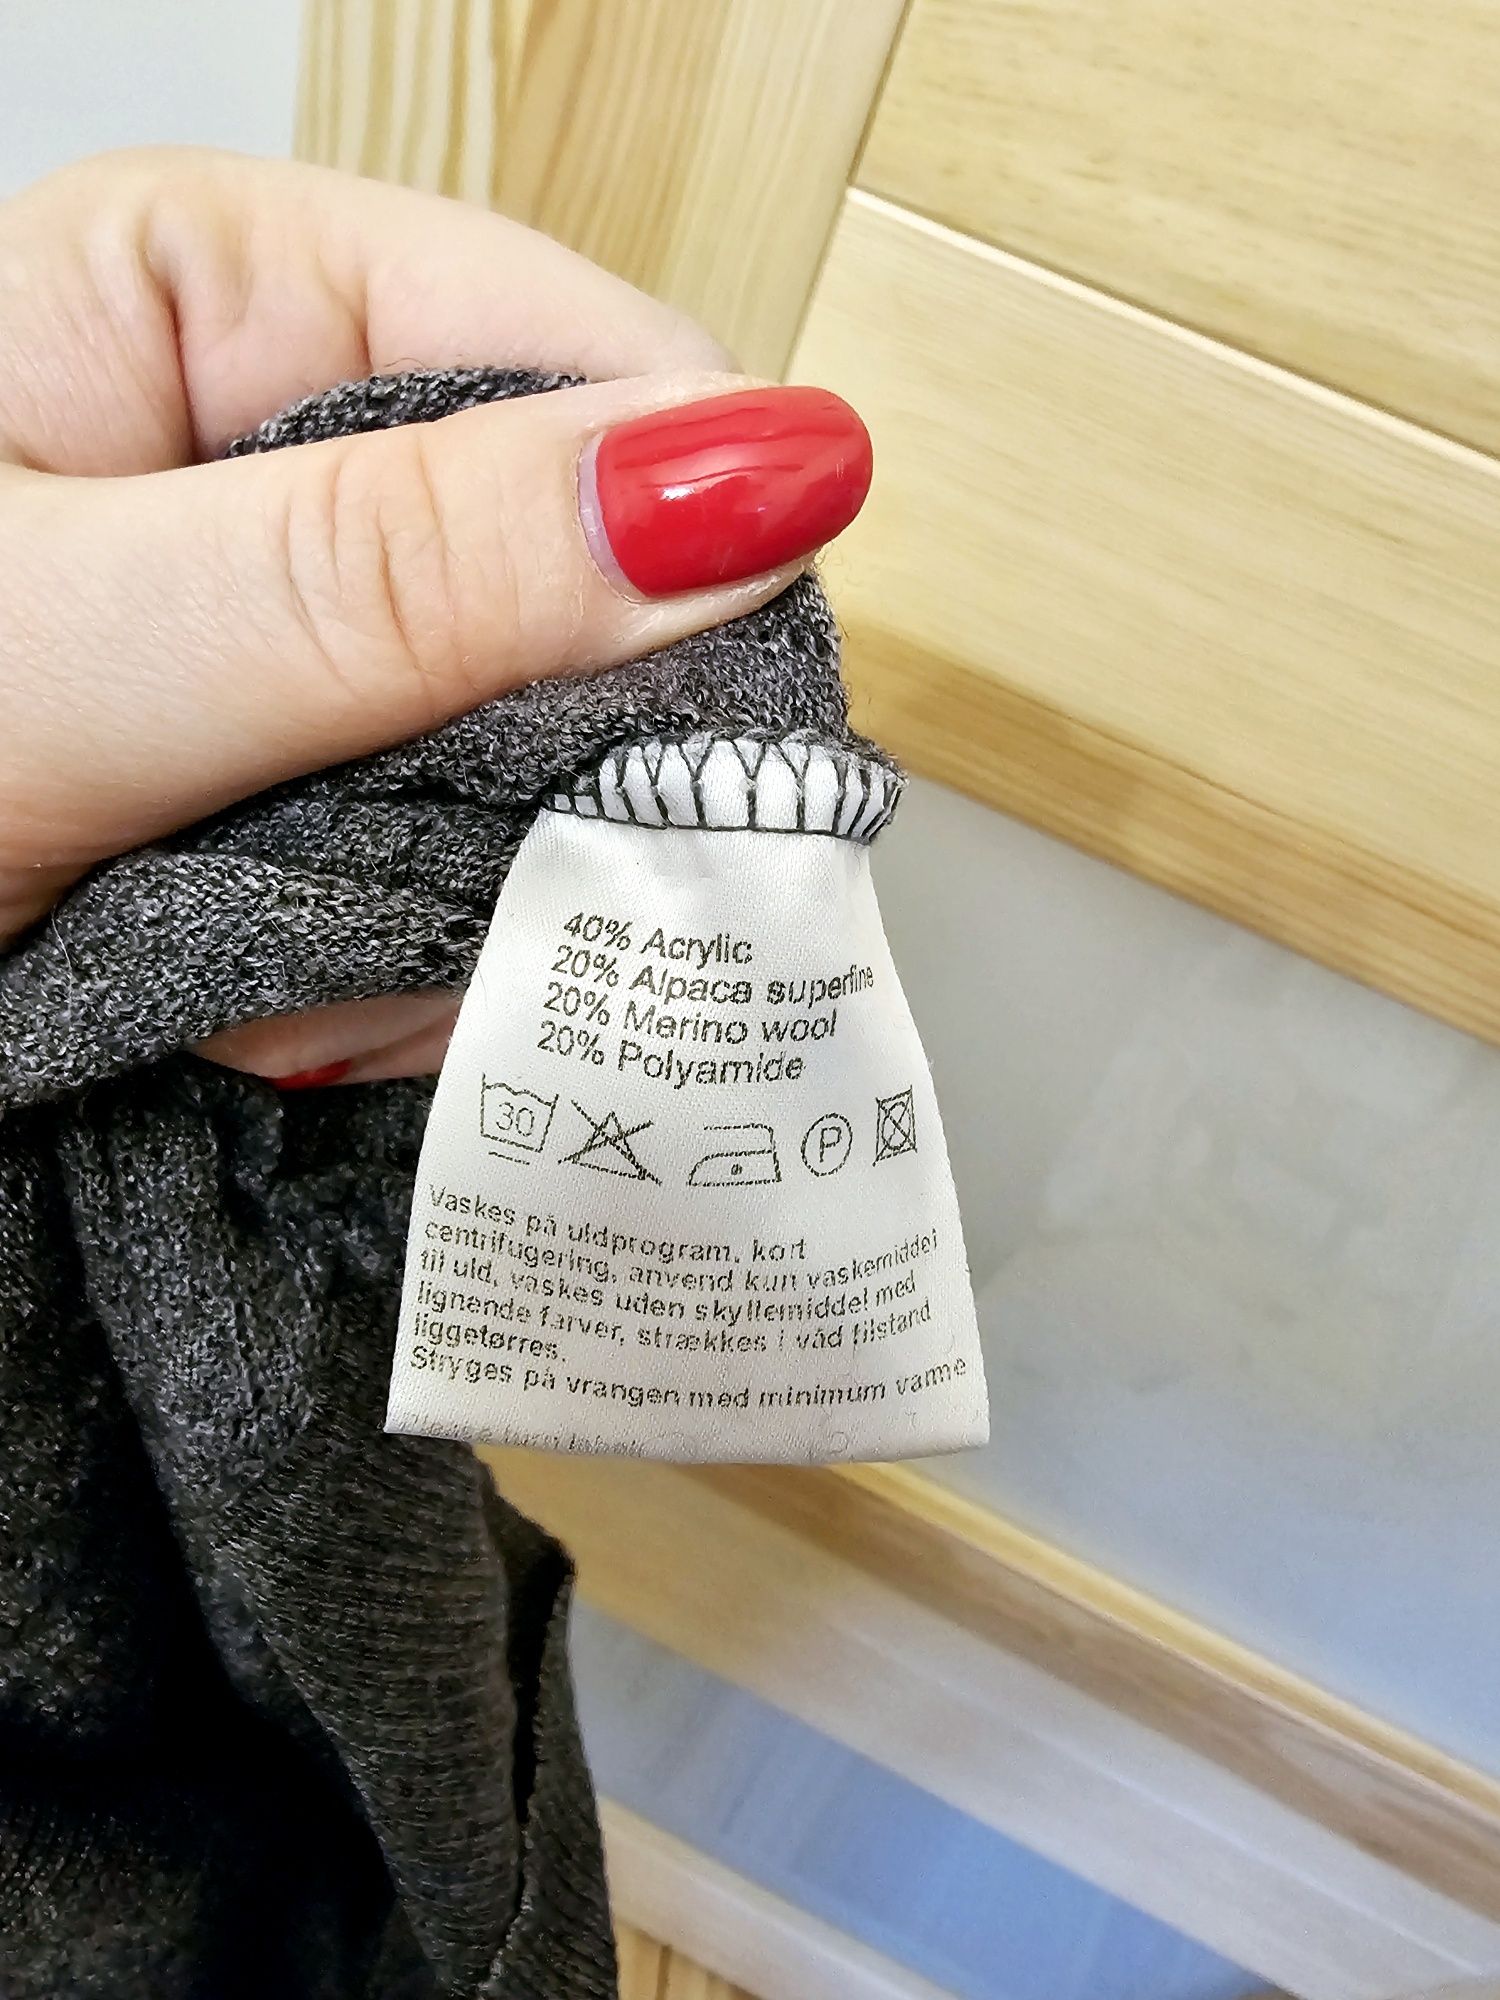 40% Acrylic
20% Alpaca superfine
20% Merino wool
20% Polyamide
30
P
Vaskes på uldprogram, kort
centrifugering, anvend kun vaskemiddel
til uld, vaskes uden skyllemiddel med
lignende farver, strækkes i våd tilstand
liggetørres.
Stryges på vrangen med minimum varme